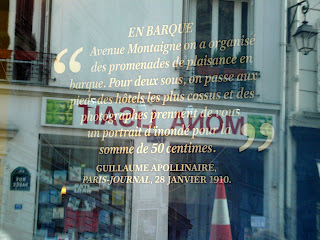 EN BARQUE
“ Avenue Montaigne on a organisé
des promenades de plaisance en
barque. Pour deux sous, on passe aux
pieds des hôtels les plus cossus et des
photographes prennent de vous
un portrait d'inondé pour la
somme de 50 centimes. ”
GUILLAUME APOLLINAIRE,
PARIS-JOURNAL, 28 JANVIER 1910.